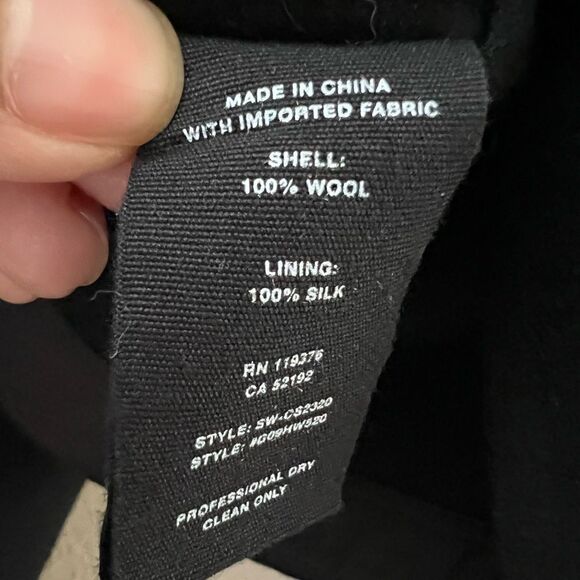 MADE IN CHINA
WITH IMPORTED FABRIC
SHELL:
100% WOOL
LINING:
100% SILK
RN 119376
CA 52192
STYLE: SW-CS2320
STYLE: #G09HW520
PROFESSIONAL DRY
CLEAN ONLY